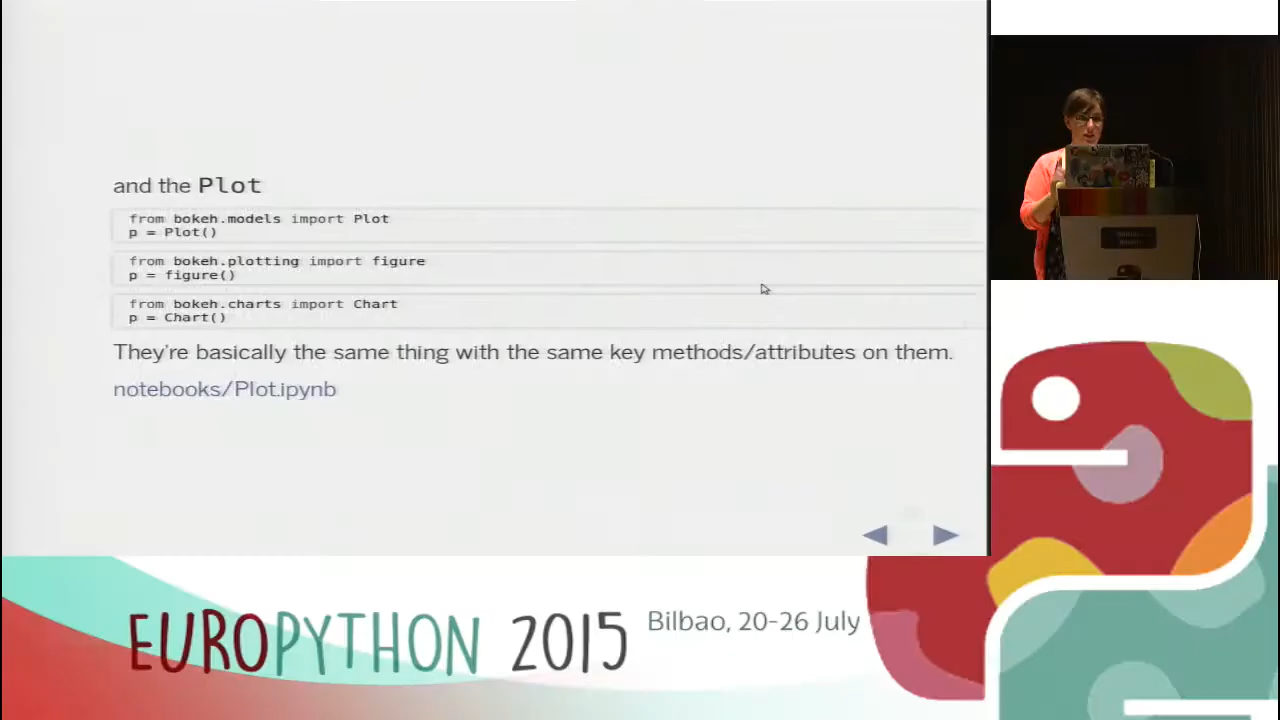 and the Plot
from bokeh.models import Plot
p = Plot()
from bokeh.plotting import figure
p = figure()
from bokeh.charts import Chart
p = Chart()
They're basically the same thing with the same key methods/attributes on them.
notebooks/Plot.ipynb
EUROPYTHON 2015
Bilbao, 20-26 July